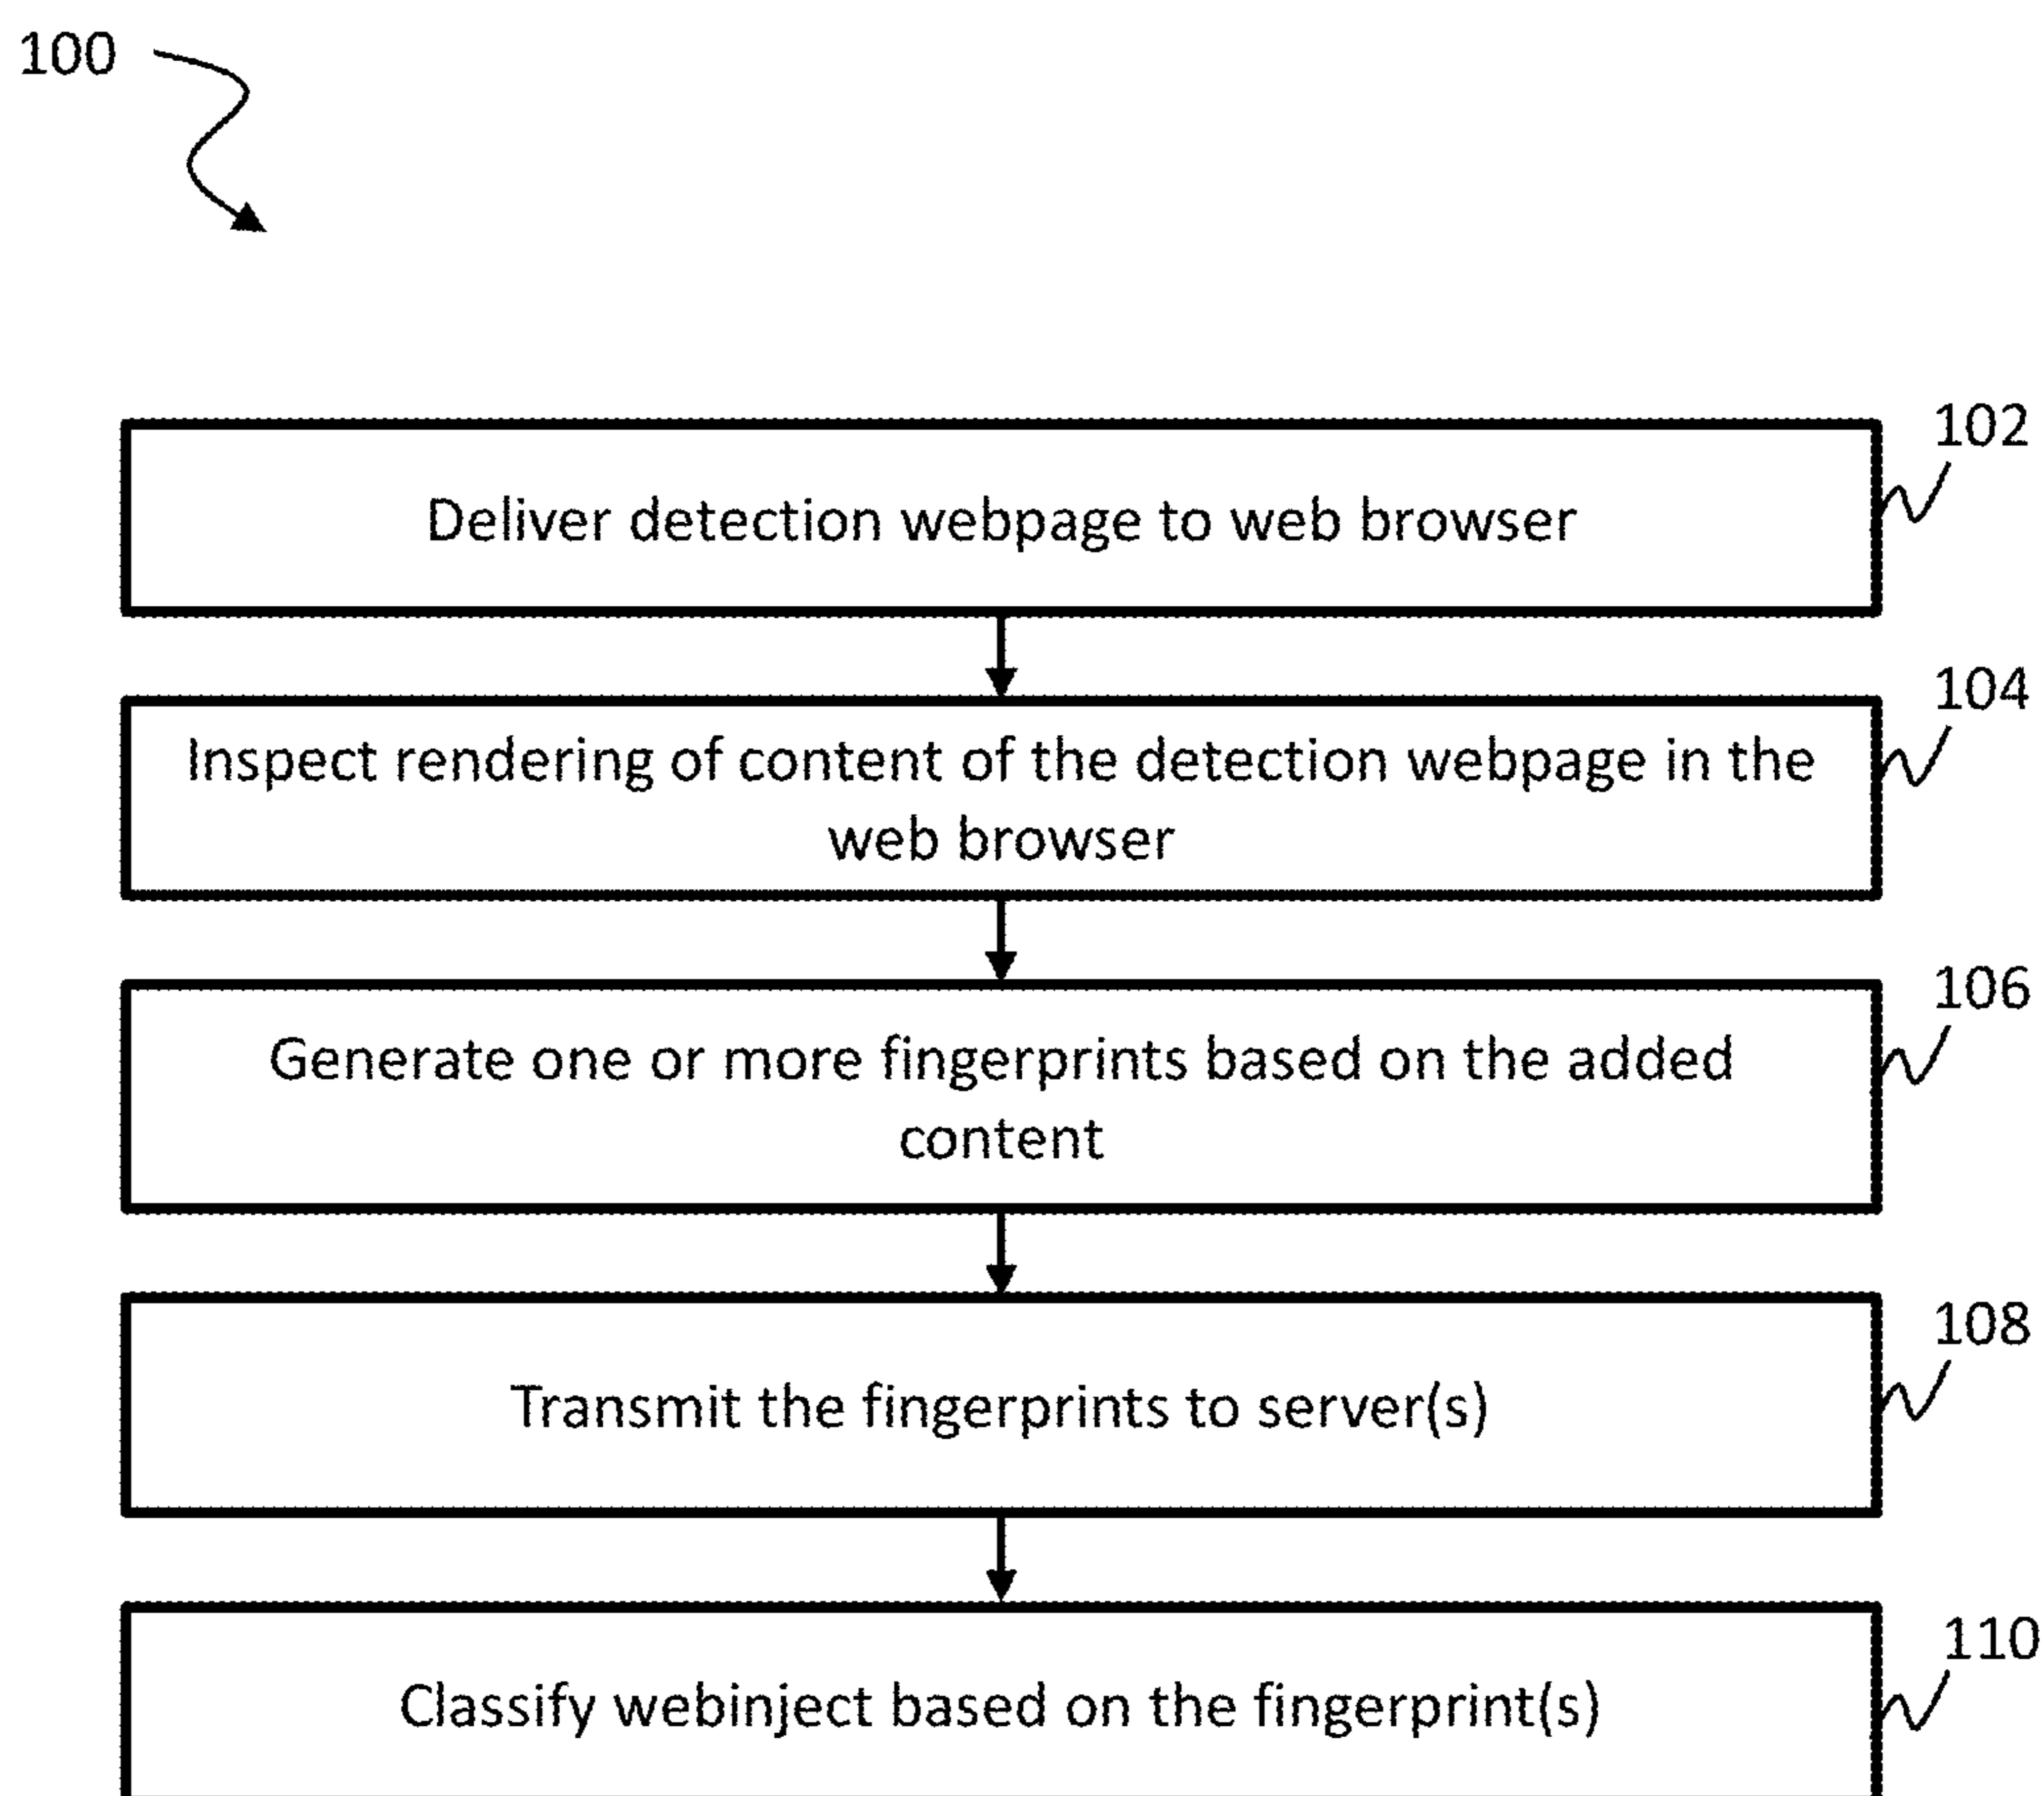 100
102
Deliver detection webpage to web browser
104
Inspect rendering of content of the detection webpage in the
web browser
106
Generate one or more fingerprints based on the added
content
108
Transmit the fingerprints to server(s)
110
Classify webinject based on the fingerprint(s)